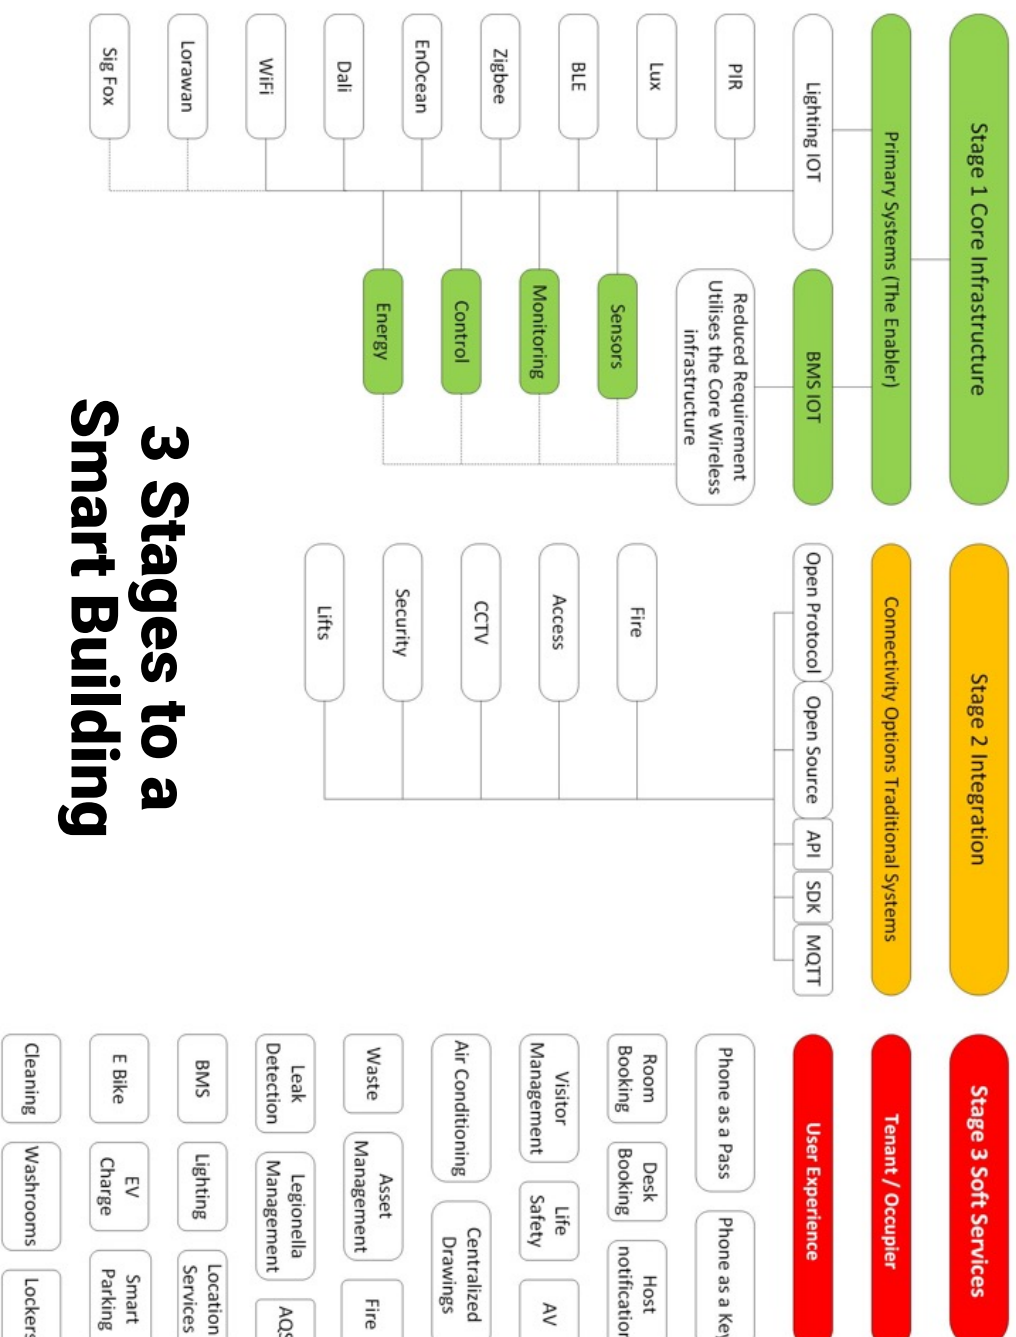 Stage 1 Core Infrastructure
Primary Systems (The Enabler)
Lighting IOT
BMS IOT
PIR
Lux
BLE
Zigbee
EnOcean
Dali
WiFi
Lorawan
Sig Fox
Reduced Requirement
Utilises the Core Wireless
infrastructure
Sensors
Monitoring
Control
Energy
Stage 2 Integration
Connectivity Options Traditional Systems
Open Protocol
Open Source
API
SDK
MQTT
Fire
Access
CCTV
Security
Lifts
Stage 3 Soft Services
Tenant / Occupier
User Experience
Phone as a Pass
Phone as a Key
Room
Booking
Desk
Booking
Host
notification
Visitor
Management
Life
Safety
AV
Air Conditioning
Centralized
Drawings
Waste
Asset
Management
Fire
Leak
Detection
Legionella
Management
AQS
BMS
Lighting
Location
Services
E Bike
EV
Charge
Smart
Parking
Cleaning
Washrooms
Lockers
3 Stages to a
Smart Building